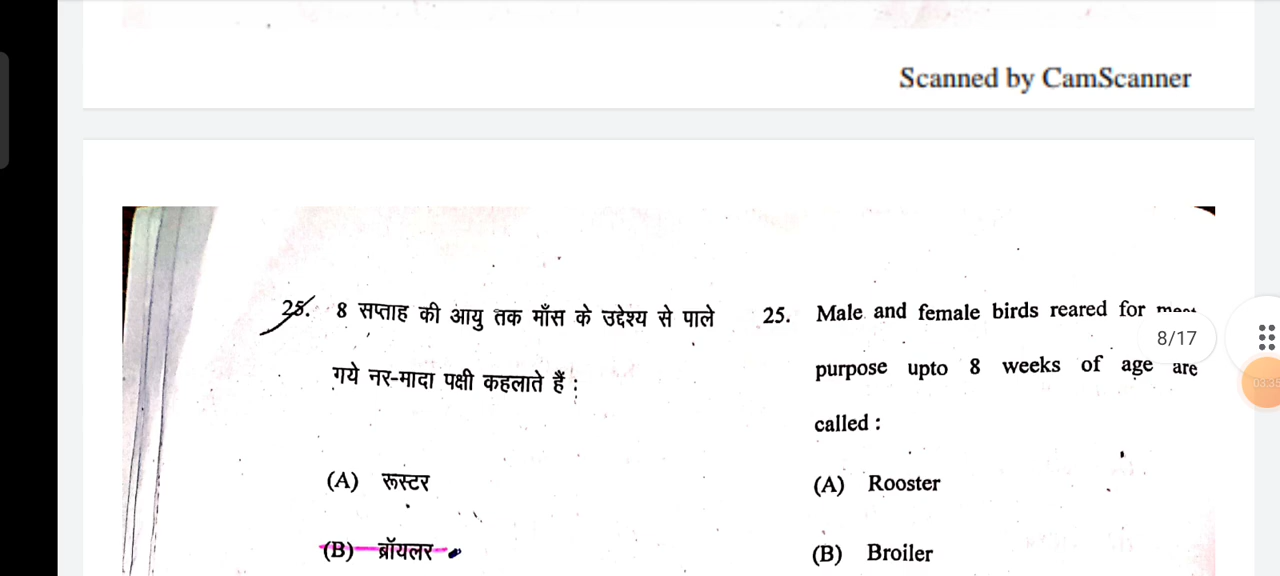 Scanned by CamScanner
25. 8 सप्ताह की आयु तक माँस के उद्देश्य से पाले
गये नर-मादा पक्षी कहलाते हैं :
(A) रूस्टर
(B) ब्रॉयलर
25. Male and female birds reared for
purpose upto 8 weeks of age are
called :
(A) Rooster
(B) Broiler
8/17